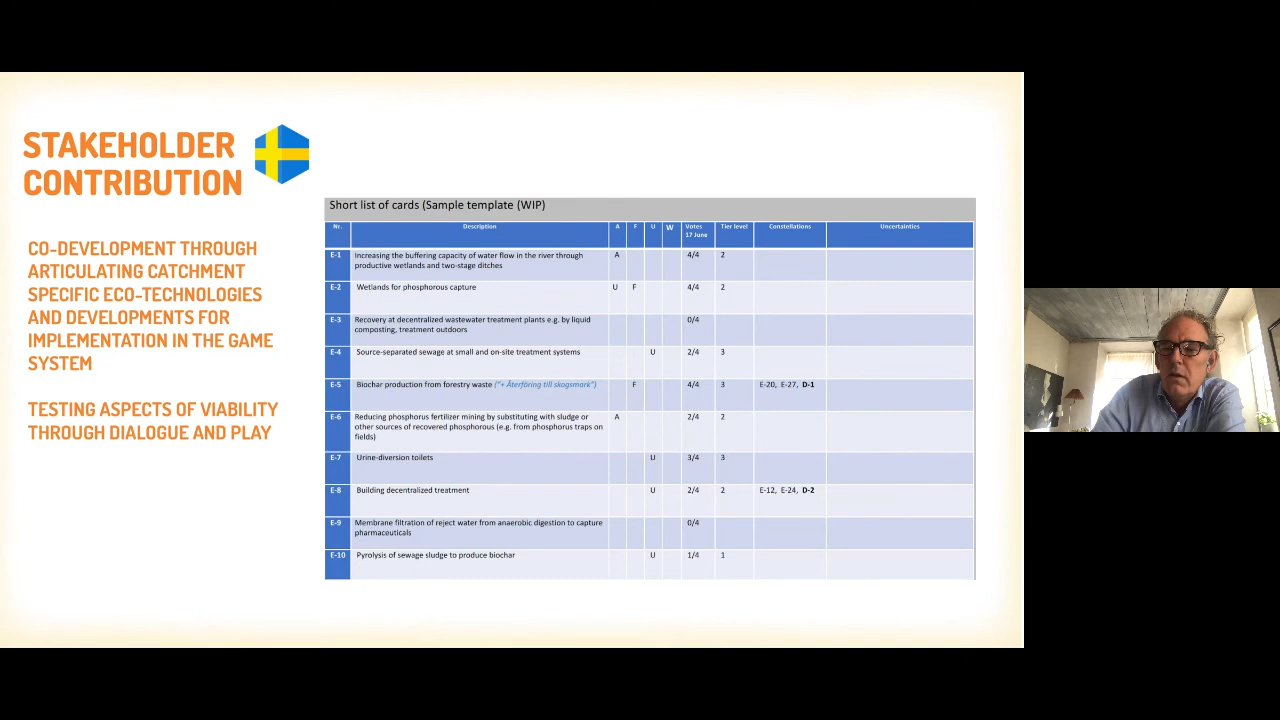 STAKEHOLDER
CONTRIBUTION
CO-DEVELOPMENT THROUGH
ARTICULATING CATCHMENT
SPECIFIC ECO-TECHNOLOGIES
AND DEVELOPMENTS FOR
IMPLEMENTATION IN THE GAME
SYSTEM
TESTING ASPECTS OF VIABILITY
THROUGH DIALOGUE AND PLAY
Short list of cards (Sample template (WIP)
Nr. Description A F U W Votes 17 June Tier level Constellations Uncertainties
E-1 Increasing the buffering capacity of water flow in the river through A 4/4 2
productive wetlands and two-stage ditches
E-2 Wetlands for phosphorous capture U F 4/4 2
E-3 Recovery at decentralized wastewater treatment plants e.g. by liquid 0/4
composting, treatment outdoors
E-4 Source-separated sewage at small and on-site treatment systems U 2/4 3
E-5 Biochar production from forestry waste ("+ Återföring till skogsmark") F 4/4 3 E-20, E-27, D-1
E-6 Reducing phosphorus fertilizer mining by substituting with sludge or A 2/4 2
other sources of recovered phosphorous (e.g. from phosphorus traps on
fields)
E-7 Urine-diversion toilets U 3/4 3
E-8 Building decentralized treatment U 2/4 2 E-12, E-24, D-2
E-9 Membrane filtration of reject water from anaerobic digestion to capture 0/4
pharmaceuticals
E-10 Pyrolysis of sewage sludge to produce biochar U 1/4 1